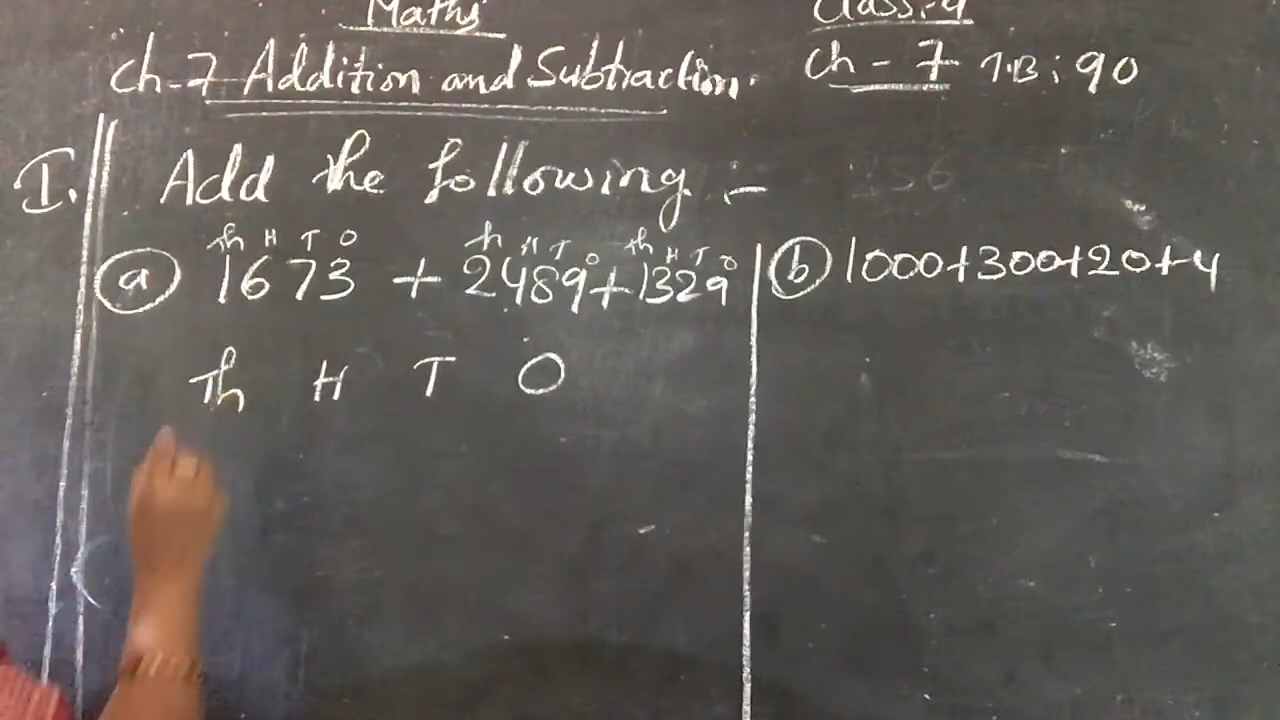 Maths Class:-4
Ch-7 Addition and Subtraction. Ch-7 T.B:90
I. Add the following :-
Th H T O Th H T O Th H T O
(a) 1673 + 2489 + 1329 (b) 1000+300+20+4
Th H T O